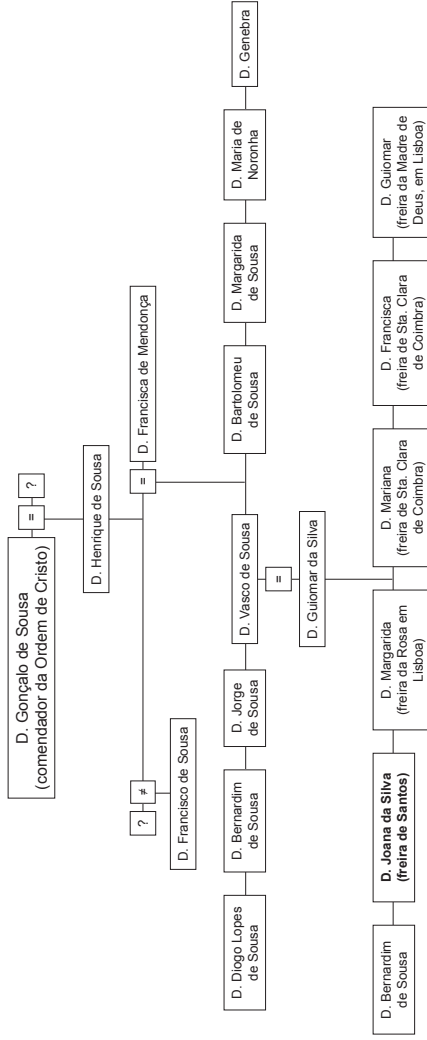 D. Gonçalo de Sousa
(comendador da Ordem de Cristo)
=
?
D. Henrique de Sousa
?
≠
D. Francisco de Sousa
=
D. Francisca de Mendonça
D. Diogo Lopes
de Sousa
D. Bernardim
de Sousa
D. Jorge
de Sousa
D. Vasco de Sousa
D. Bartolomeu
de Sousa
D. Margarida
de Sousa
D. Maria de
Noronha
D. Genebra
=
D. Guiomar da Silva
D. Bernardim
de Sousa
D. Joana da Silva
(freira de Santos)
D. Margarida
(freira da Rosa em
Lisboa)
D. Mariana
(freira de Sta. Clara
de Coimbra)
D. Francisca
(freira de Sta. Clara
de Coimbra)
D. Guiomar
(freira da Madre de
Deus, em Lisboa)